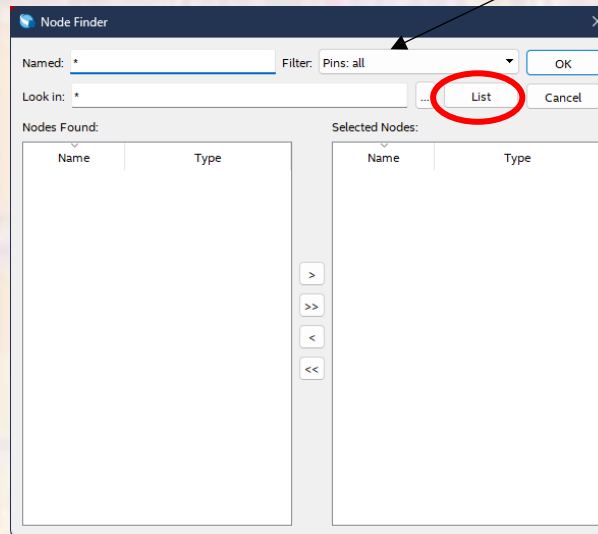 Node Finder
Named: * Filter: Pins: all OK
Look in: * ... List Cancel
Nodes Found: Selected Nodes:
Name Type Name Type
>
>>
<
<<